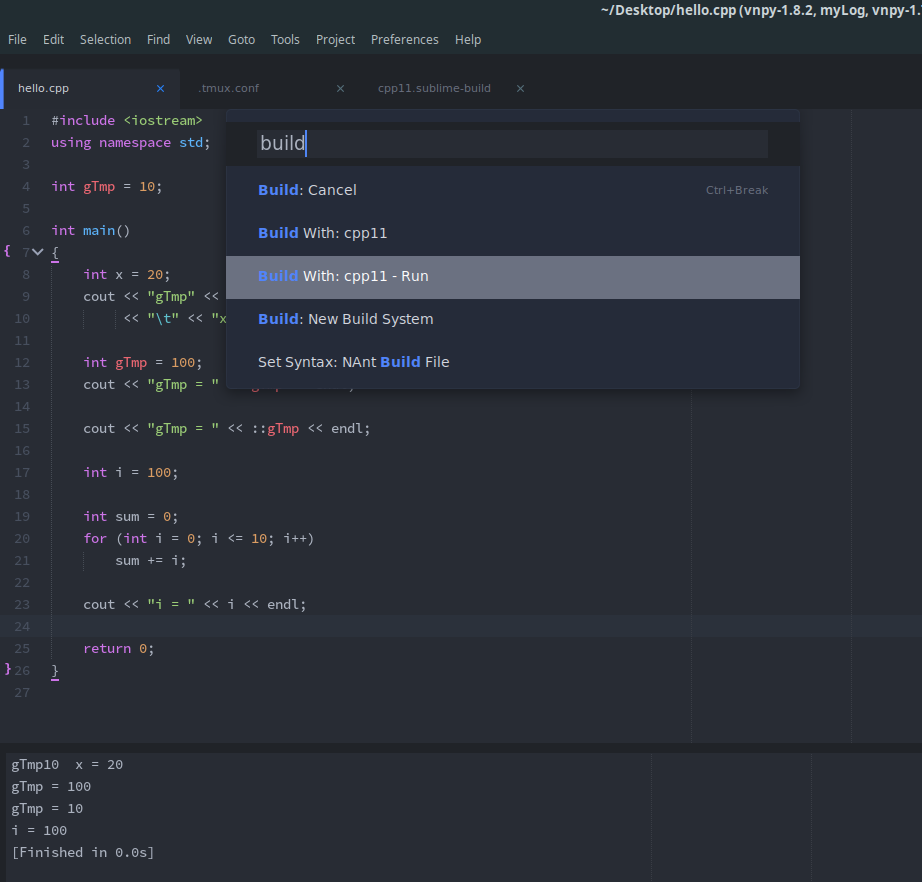 ~/Desktop/hello.cpp (vnpy-1.8.2, myLog, vnpy-1.
File Edit Selection Find View Goto Tools Project Preferences Help
hello.cpp × .tmux.conf × cpp11.sublime-build ×
build
Build: Cancel Ctrl+Break
Build With: cpp11
Build With: cpp11 - Run
Build: New Build System
Set Syntax: NAnt Build File
1 #include <iostream>
2 using namespace std;
3
4 int gTmp = 10;
5
6 int main()
{ 7 {
8 int x = 20;
9 cout << "gTmp" <<
10 << "\t" << "x
11
12 int gTmp = 100;
13 cout << "gTmp = "
14
15 cout << "gTmp = " << ::gTmp << endl;
16
17 int i = 100;
18
19 int sum = 0;
20 for (int i = 0; i <= 10; i++)
21 sum += i;
22
23 cout << "i = " << i << endl;
24
25 return 0;
} 26 }
27
gTmp10  x = 20
gTmp = 100
gTmp = 10
i = 100
[Finished in 0.0s]